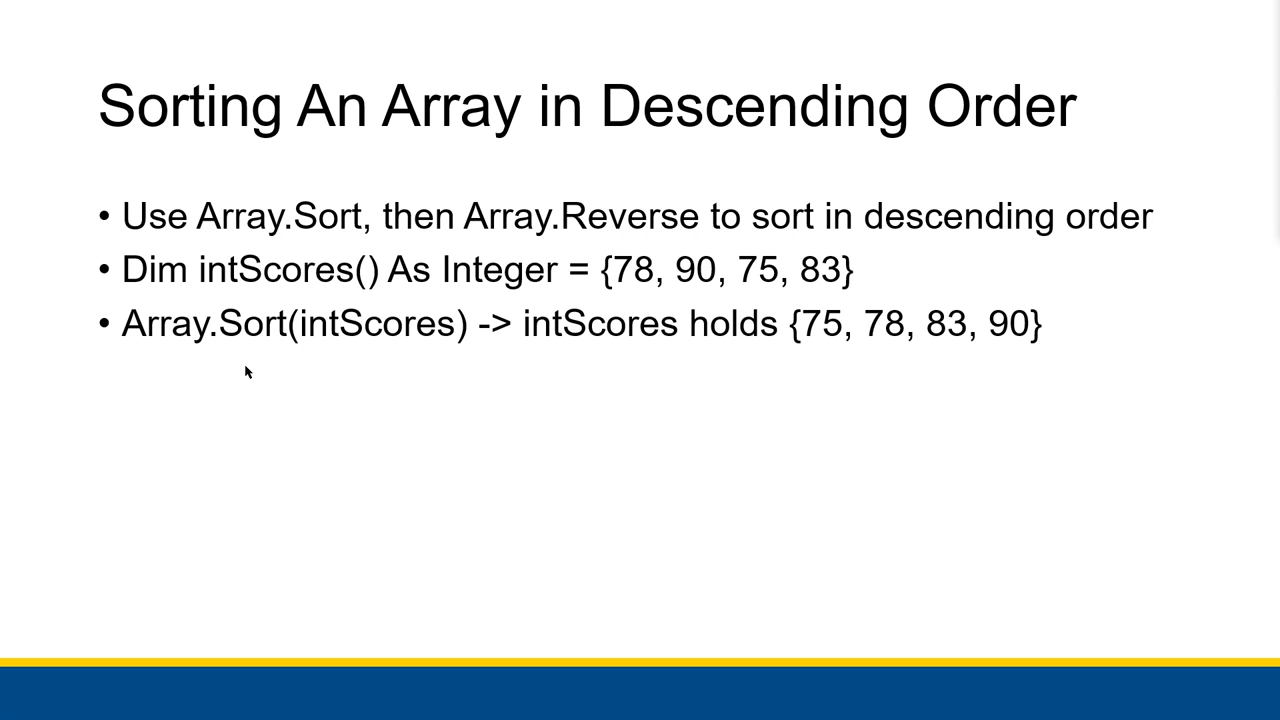 Sorting An Array in Descending Order
• Use Array.Sort, then Array.Reverse to sort in descending order
• Dim intScores() As Integer = {78, 90, 75, 83}
• Array.Sort(intScores) -> intScores holds {75, 78, 83, 90}